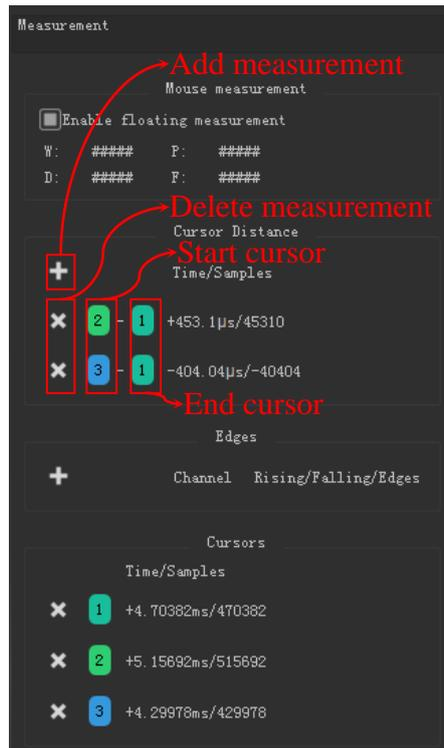 Measurement
Add measurement
Mouse measurement
Enable floating measurement
W: ##### P: #####
D: ##### F: #####
Delete measurement
Cursor Distance
Start cursor
Time/Samples
2 - 1 +453.1μs/45310
3 - 1 -404.04μs/-40404
End cursor
Edges
Channel Rising/Falling/Edges
Cursors
Time/Samples
1 +4.70382ms/470382
2 +5.15692ms/515692
3 +4.29978ms/429978